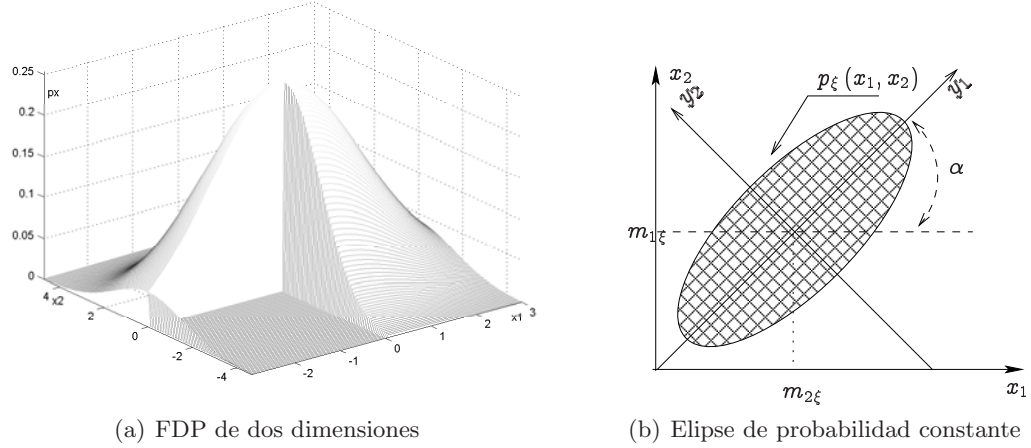 0.25
px
0.2
0.15
0.1
0.05
0
4
x2
2
0
-2
-4
-2
-1
0
1
2
x1
3
x₂
y₂
p_ξ (x₁, x₂)
y₁
α
m₁ξ
m₂ξ
x₁
(a) FDP de dos dimensiones
(b) Elipse de probabilidad constante